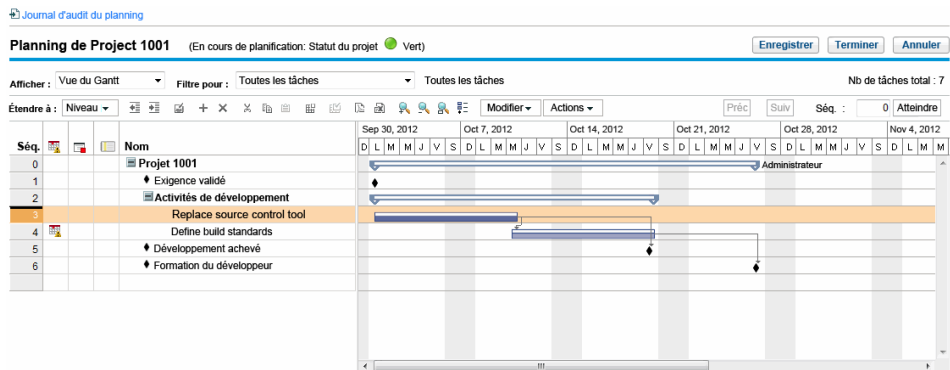 Journal d'audit du planning
Planning de Project 1001 (En cours de planification: Statut du projet Vert) Enregistrer Terminer Annuler
Afficher : Vue du Gantt Filtre pour : Toutes les tâches Toutes les tâches Nb de tâches total : 7
Étendre à : Niveau Modifier Actions Préc Suiv Séq. : 0 Atteindre
Sep 30, 2012 Oct 7, 2012 Oct 14, 2012 Oct 21, 2012 Oct 28, 2012 Nov 4, 2012
Séq. Nom D L M M J V S D L M M J V S D L M M J V S D L M M J V S D L M M J V S D L M M
0 Projet 1001 Administrateur
1 Exigence validé
2 Activités de développement
3 Replace source control tool
4 Define build standards
5 Développement achevé
6 Formation du développeur